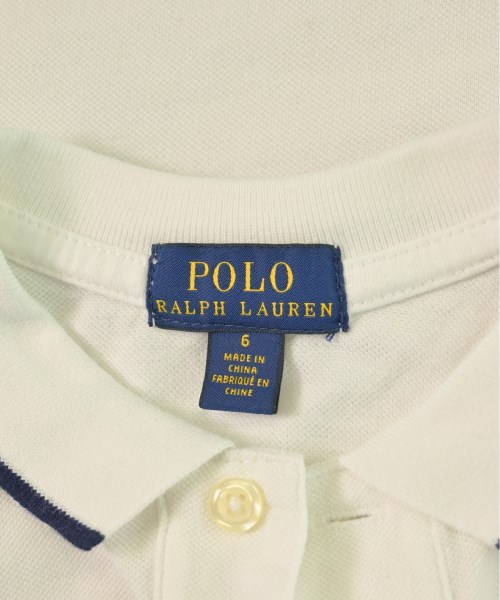 POLO
RALPH LAUREN
6
MADE IN
CHINA
FABRIQUÉ EN
CHINE